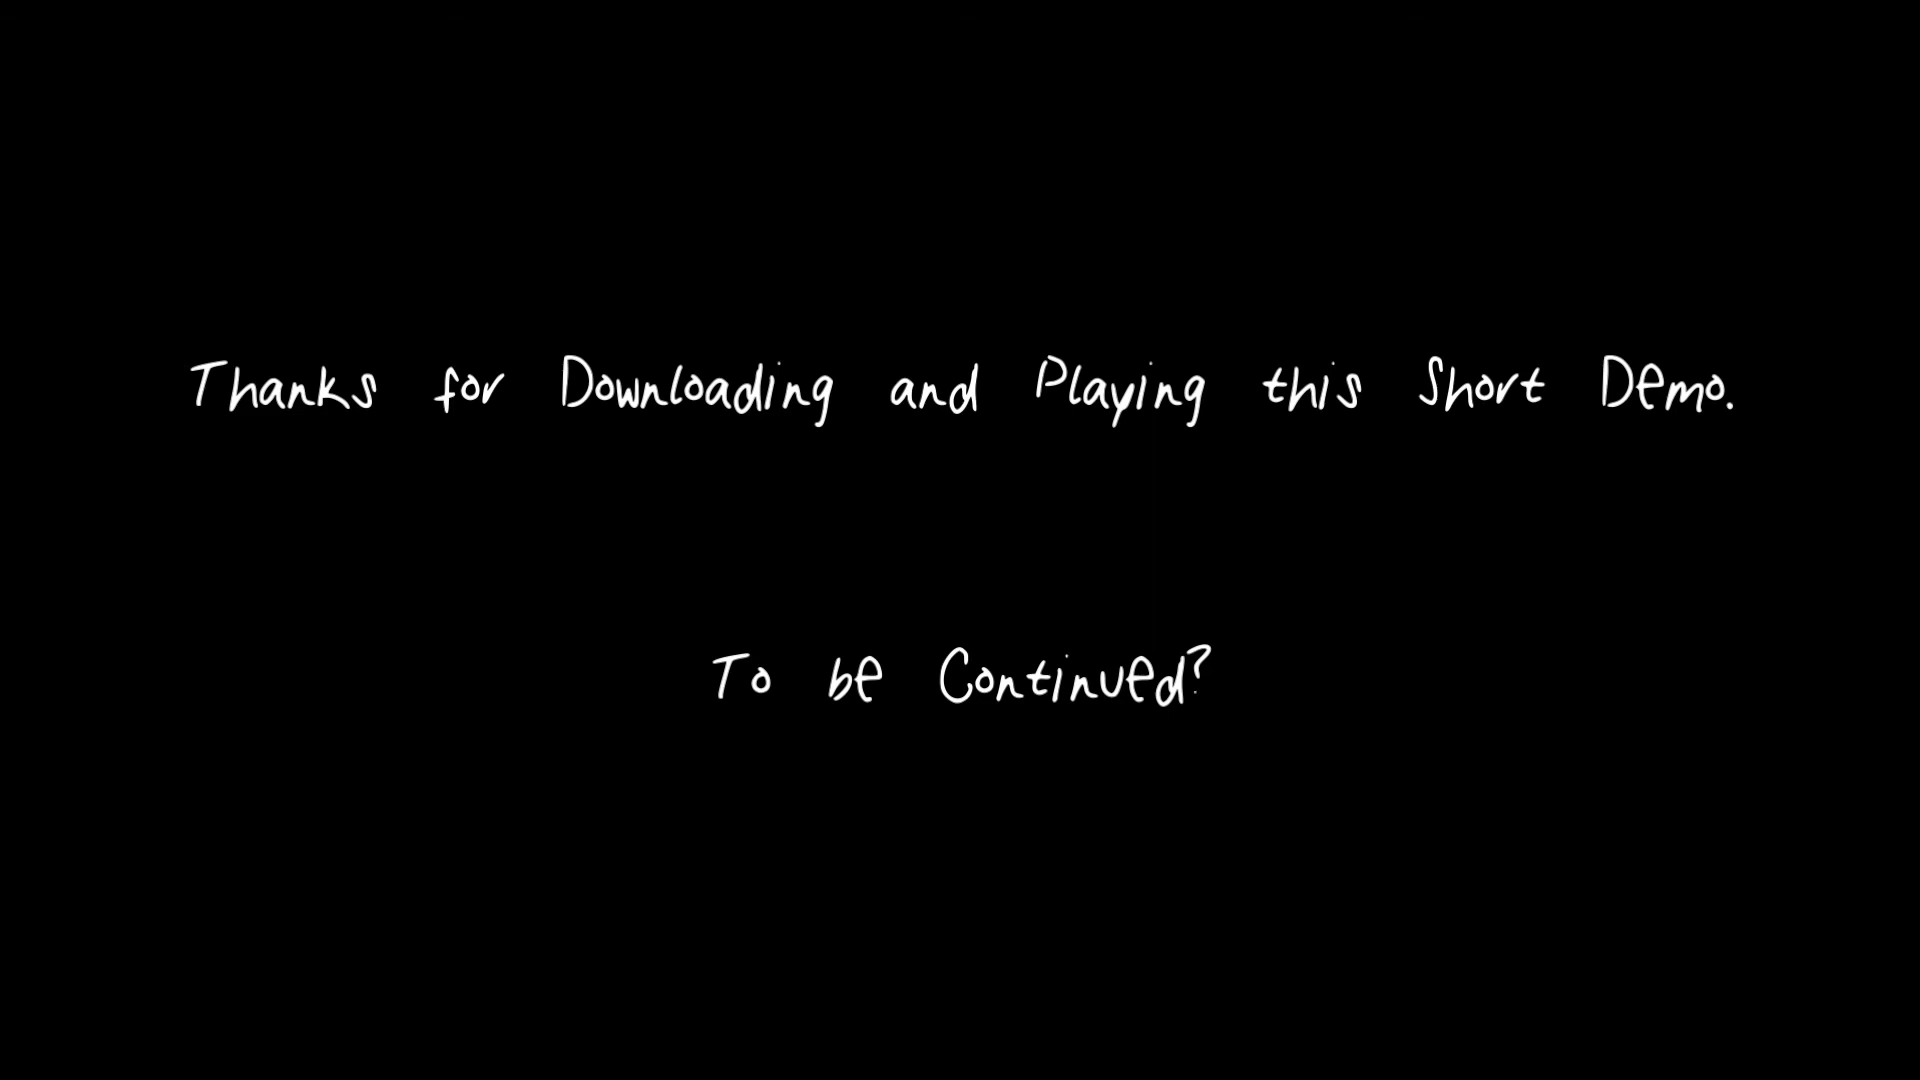 Thanks for Downloading and Playing this Short Demo.
To be Continued?